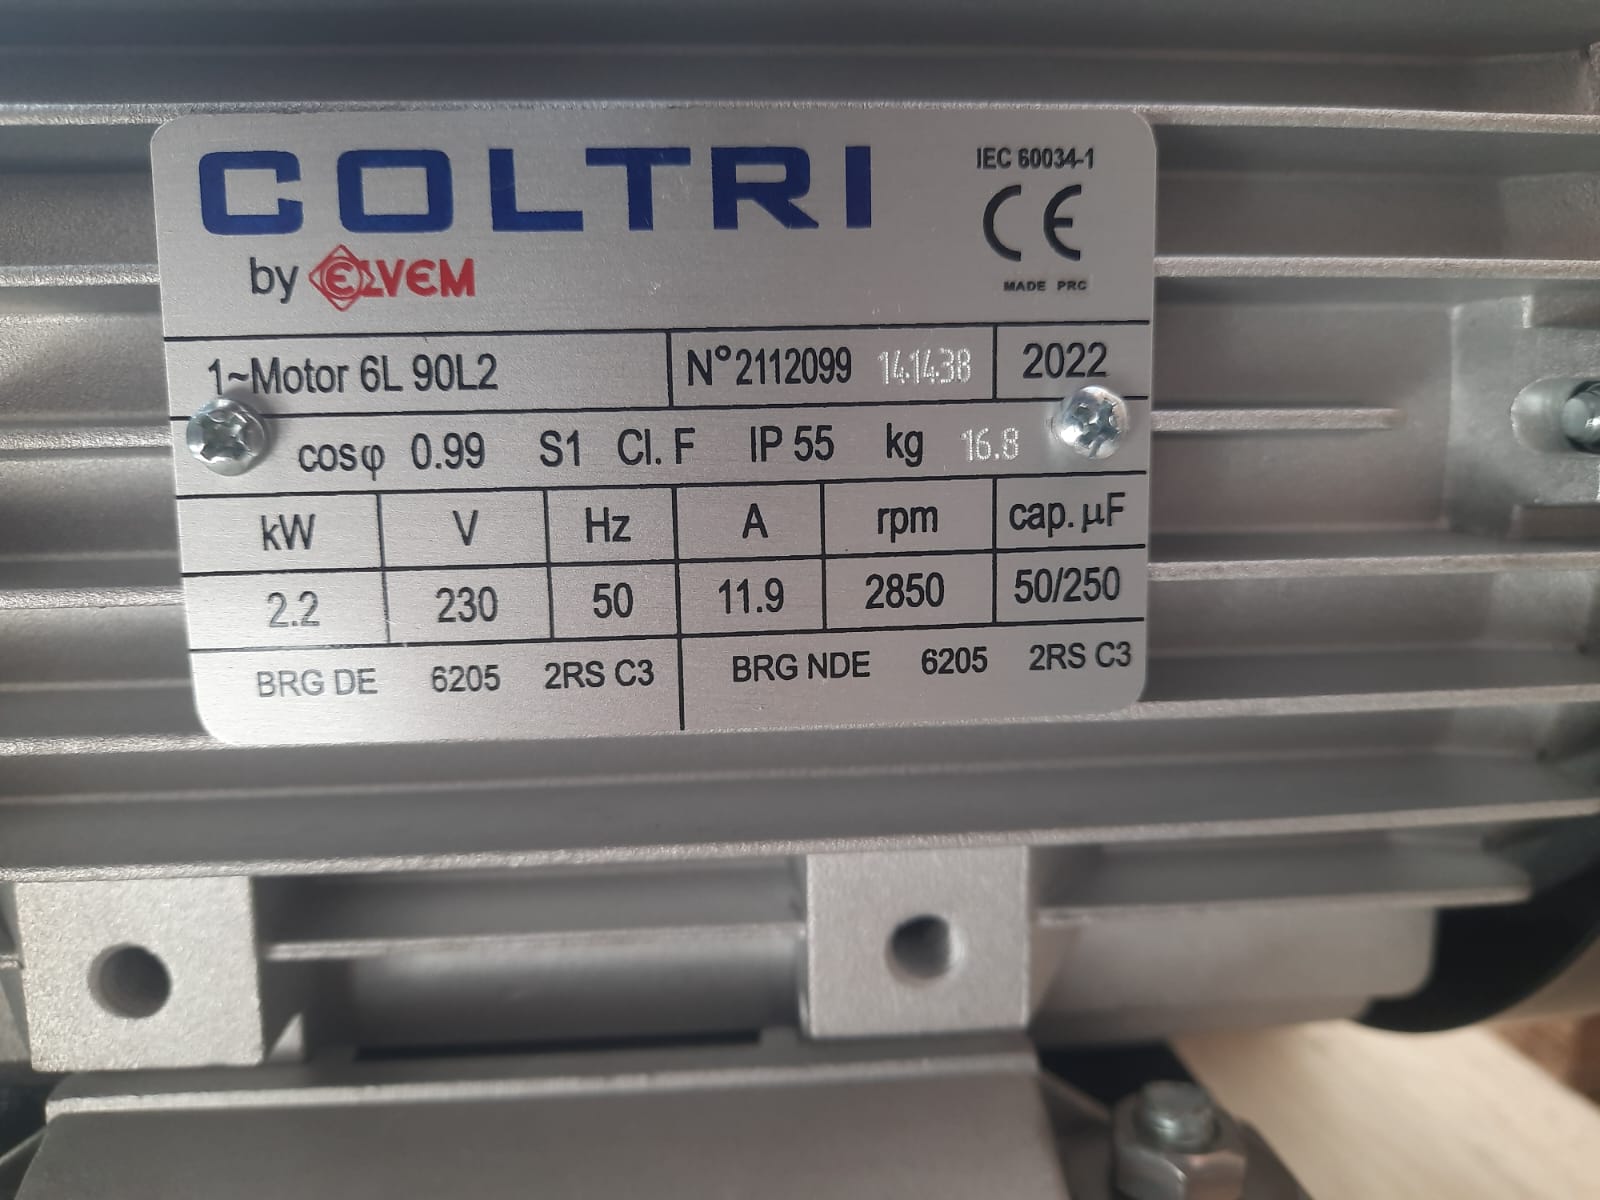 COLTRI
IEC 60034-1
CE
MADE PRC
by ELVEM
1~Motor 6L 90L2 N°2112099 141438 2022
cosφ 0.99 S1 Cl. F IP 55 kg 16.8
kW V Hz A rpm cap. µF
2.2 230 50 11.9 2850 50/250
BRG DE 6205 2RS C3 BRG NDE 6205 2RS C3